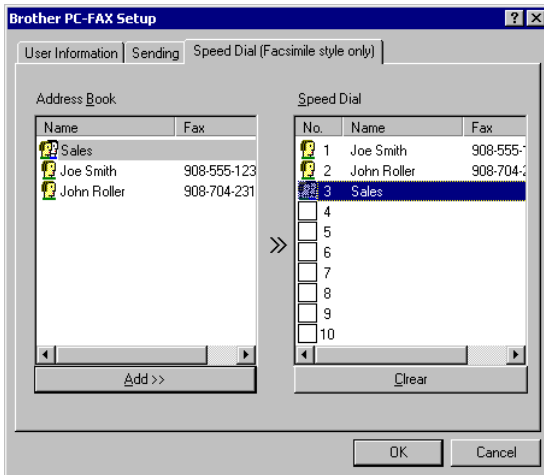 Brother PC-FAX Setup
User Information Sending Speed Dial (Facsimile style only)
Address Book Speed Dial
Name Fax No. Name Fax
Sales 1 Joe Smith 908-555-1
Joe Smith 908-555-123 2 John Roller 908-704-2
John Roller 908-704-231 3 Sales
4
5
6
7
8
9
10
Add >> Clrear
OK Cancel